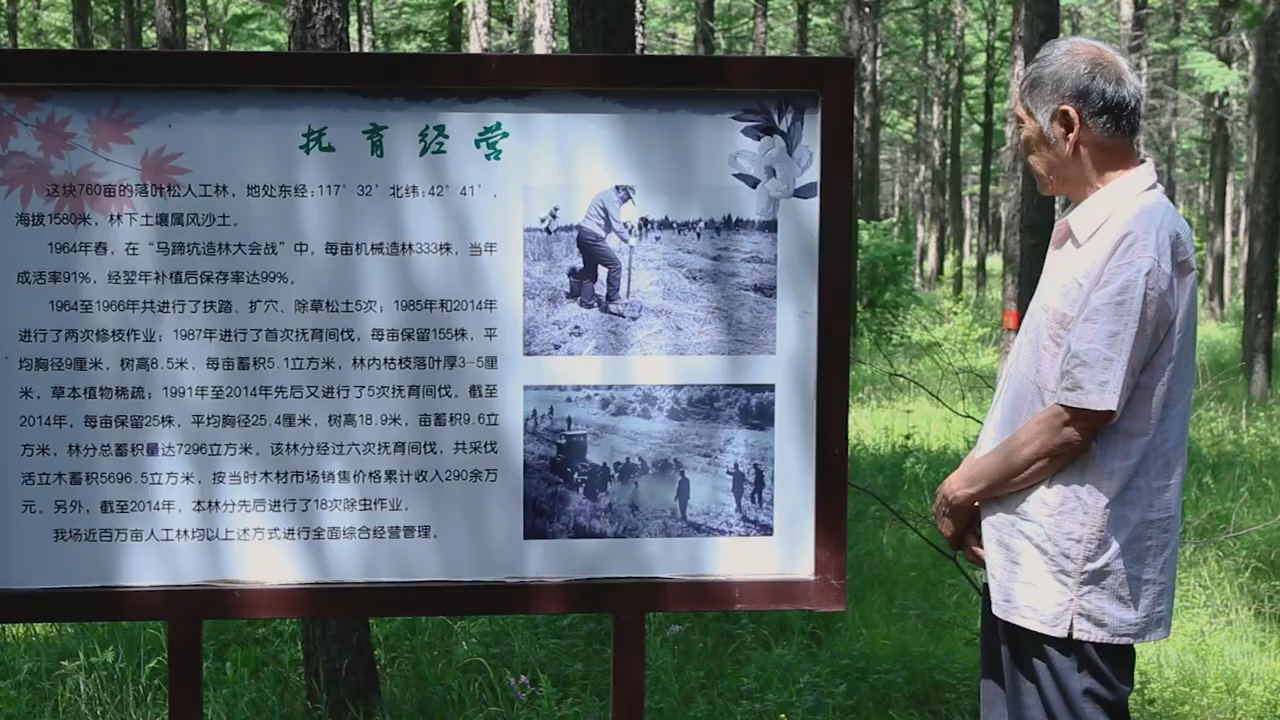 抚育经营
这块760亩的落叶松人工林，地处东经:117°32′北纬:42°41′，
海拔1580米，林下土壤属风沙土。
1964年春，在“马蹄坑造林大会战”中，每亩机械造林333株，当年
成活率91%，经翌年补植后保存率达99%。
1964至1966年共进行了扶踏、扩穴、除草松土5次；1985年和2014年
进行了两次修枝作业；1987年进行了首次抚育间伐，每亩保留155株，平
均胸径9厘米，树高8.5米，每亩蓄积5.1立方米，林内枯枝落叶厚3-5厘
米，草本植物稀疏；1991年至2014年先后又进行了5次抚育间伐。截至
2014年，每亩保留25株，平均胸径25.4厘米，树高18.9米，亩蓄积9.6立
方米，林分总蓄积量达7296立方米。该林分经过六次抚育间伐，共采伐
活立木蓄积5696.5立方米，按当时木材市场销售价格累计收入290余万
元。另外，截至2014年，本林分先后进行了18次除虫作业。
我场近百万亩人工林均以上述方式进行全面综合经营管理。